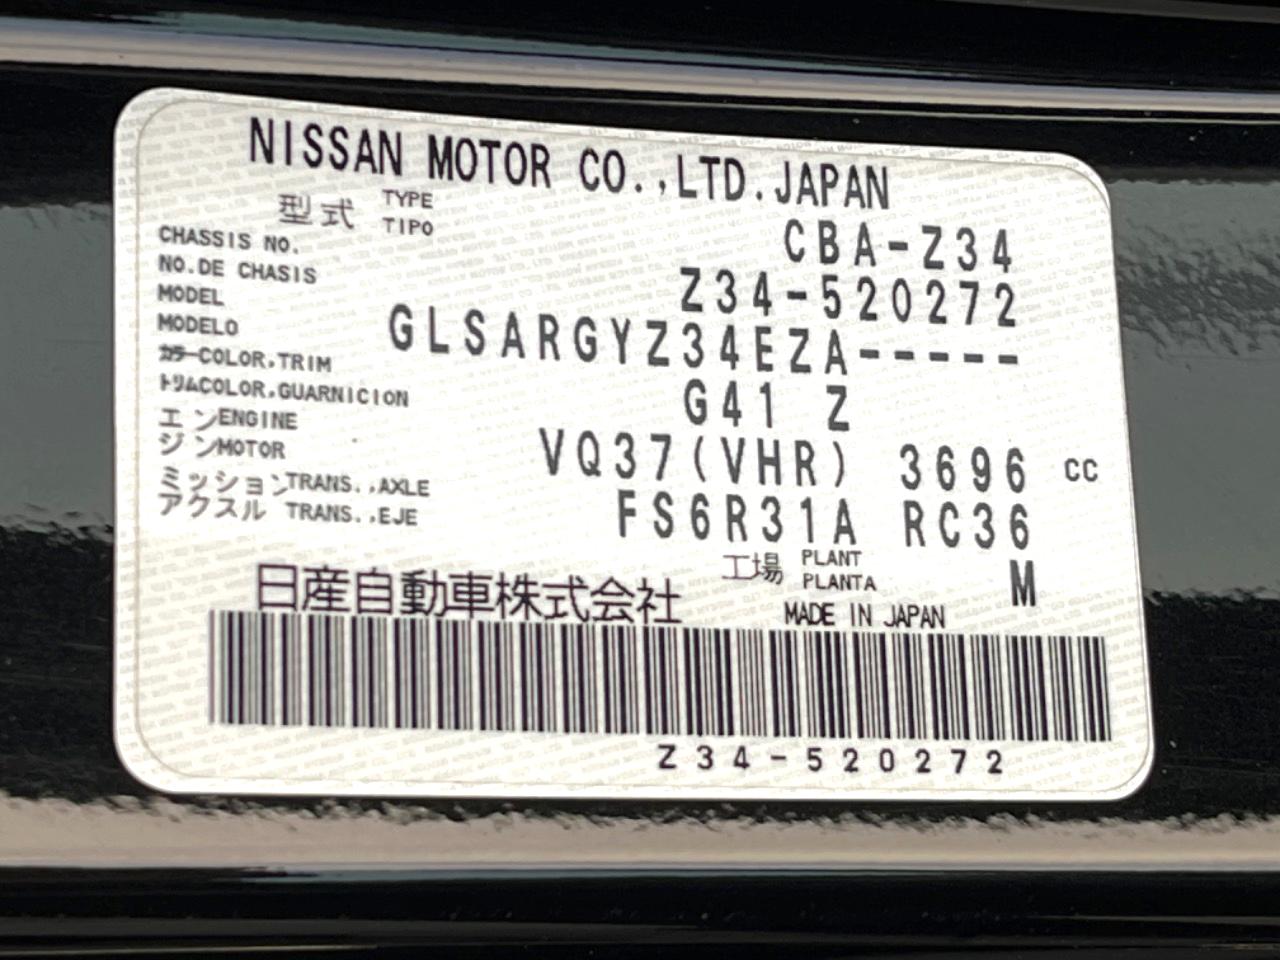 NISSAN MOTOR CO.,LTD.JAPAN
型式 TYPE TIPO CBA-Z34
CHASSIS NO.
NO.DE CHASIS Z34-520272
MODEL
MODELO GLSARGYZ34EZA-----
カラーCOLOR,TRIM
トリムCOLOR,GUARNICION G41 Z
エンENGINE
ジンMOTOR VQ37(VHR) 3696 CC
ミッションTRANS.,AXLE
アクスル TRANS.,EJE FS6R31A RC36
工場 PLANT PLANTA M
日産自動車株式会社 MADE IN JAPAN
Z34-520272